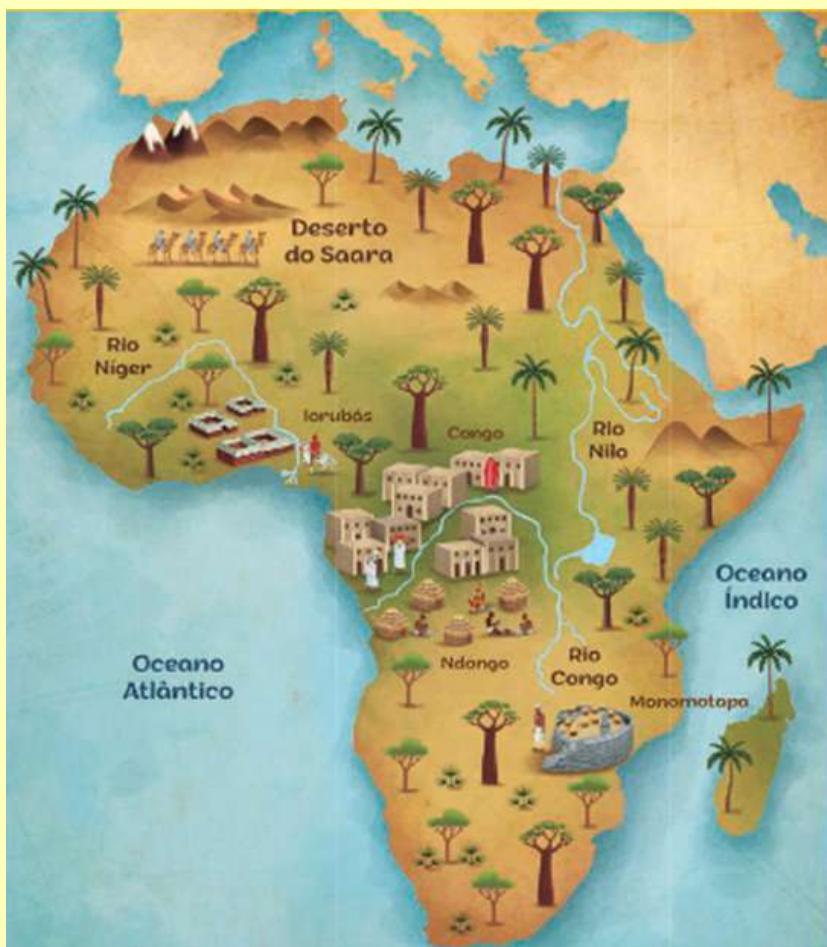 Deserto
do Saara
Rio
Níger
Iorubás
Congo
Rio
Nilo
Oceano
Índico
Oceano
Atlântico
Ndongo
Rio
Congo
Monomotapa